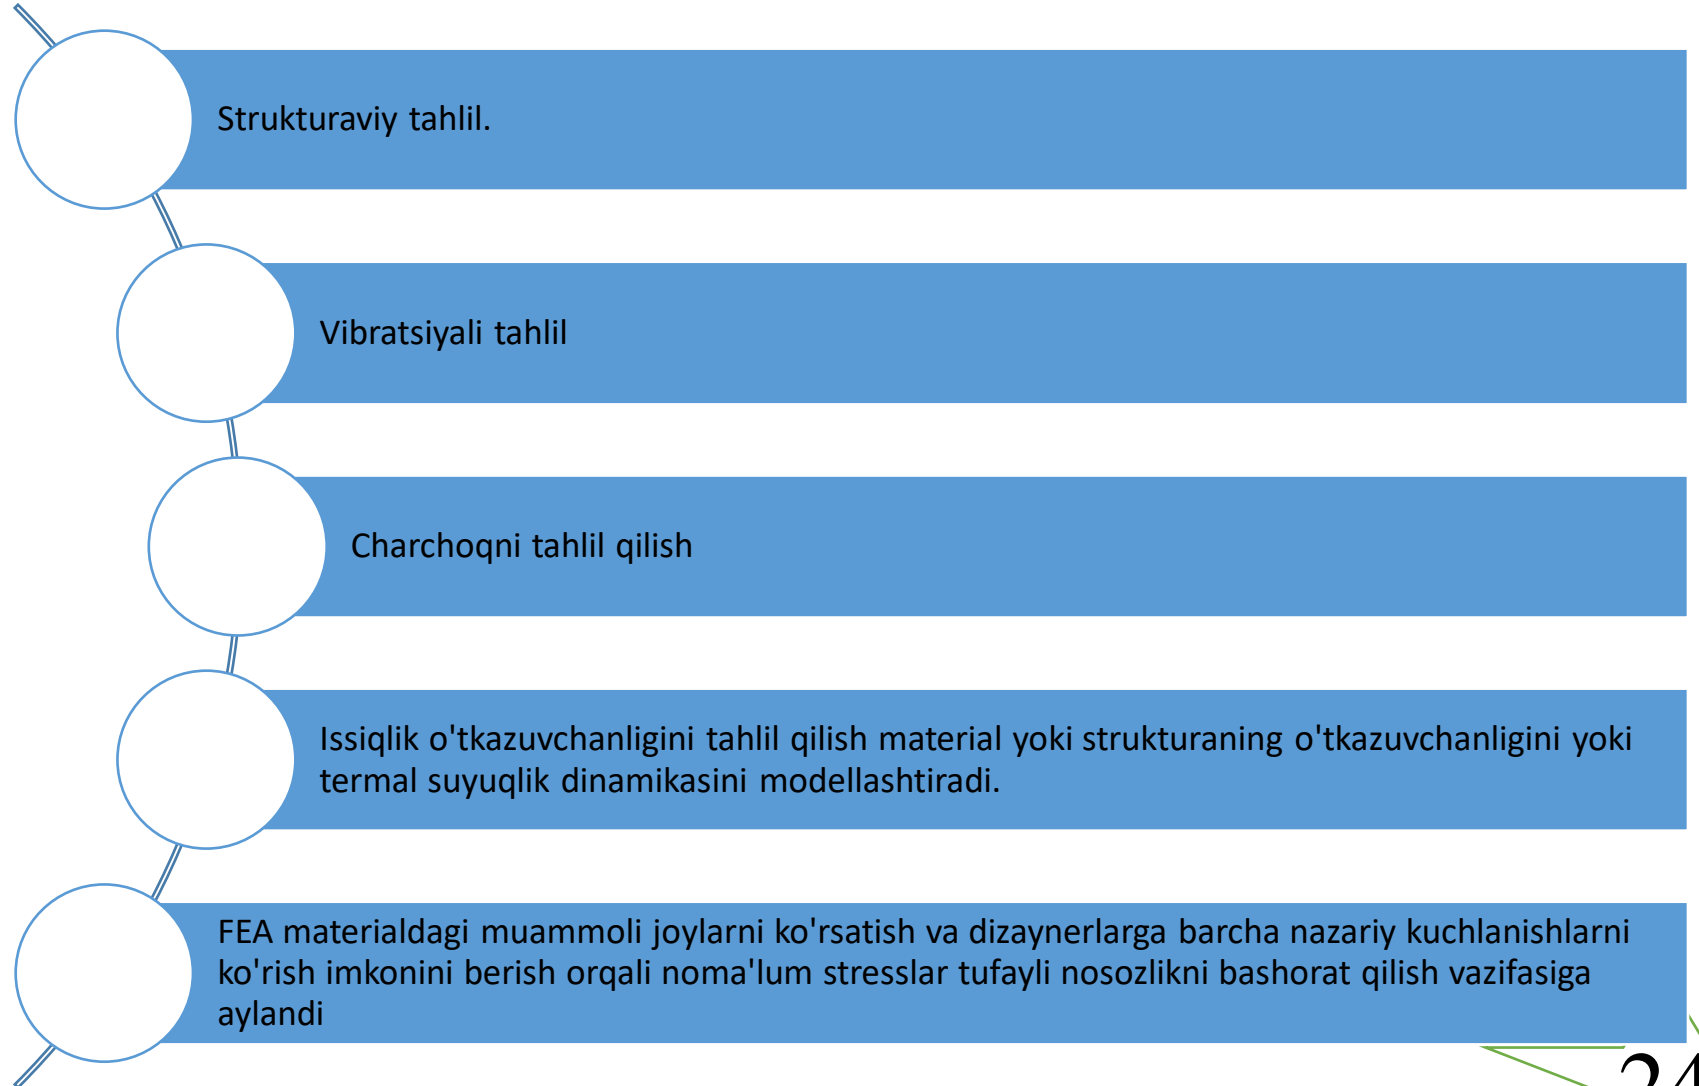 Strukturaviy tahlil.
Vibratsiyali tahlil
Charchoqni tahlil qilish
Issiqlik o'tkazuvchanligini tahlil qilish material yoki strukturaning o'tkazuvchanligini yoki
termal suyuqlik dinamikasini modellashtiradi.
FEA materialdagi muammoli joylarni ko'rsatish va dizaynerlarga barcha nazariy kuchlanishlarni
ko'rish imkonini berish orqali noma'lum stresslar tufayli nosozlikni bashorat qilish vazifasiga
aylandi
24